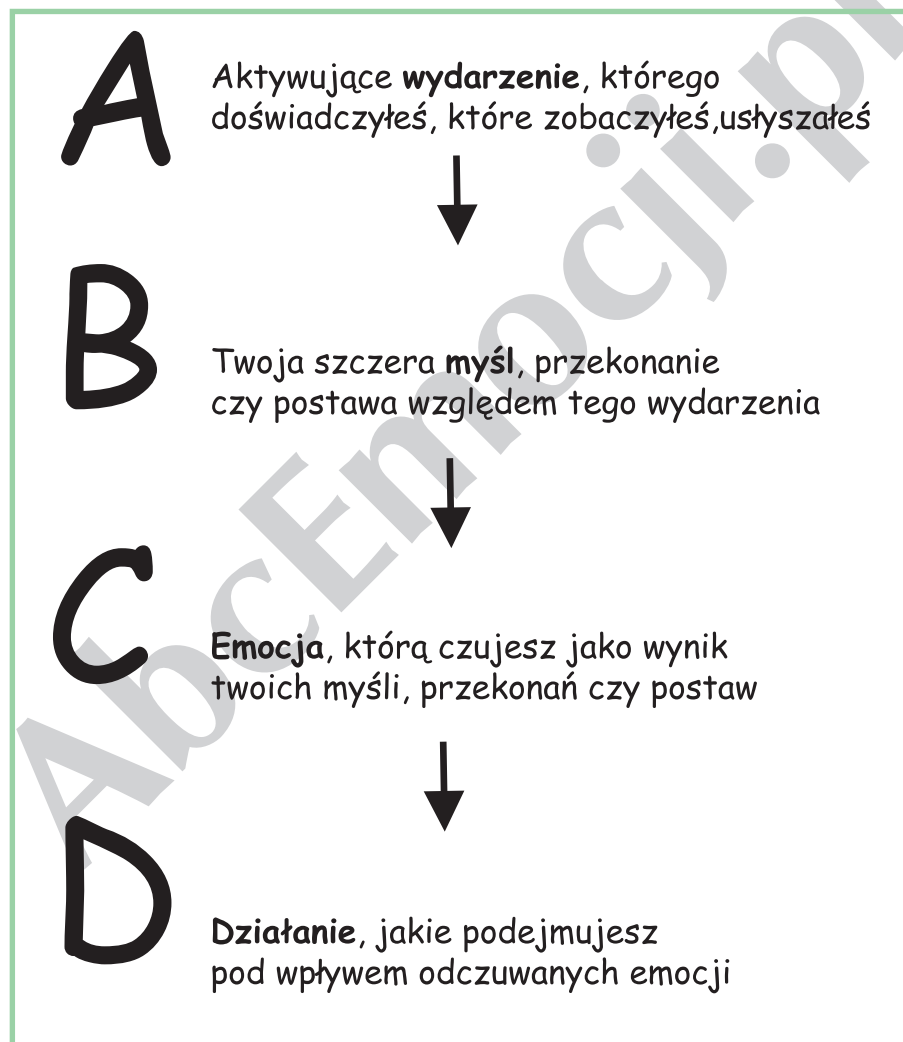 A
Aktywujące wydarzenie, którego
doświadczyłeś, które zobaczyłeś,usłyszałeś
B
Twoja szczera myśl, przekonanie
czy postawa względem tego wydarzenia
C
Emocja, którą czujesz jako wynik
twoich myśli, przekonań czy postaw
D
Działanie, jakie podejmujesz
pod wpływem odczuwanych emocji
AbcEmocji.pl